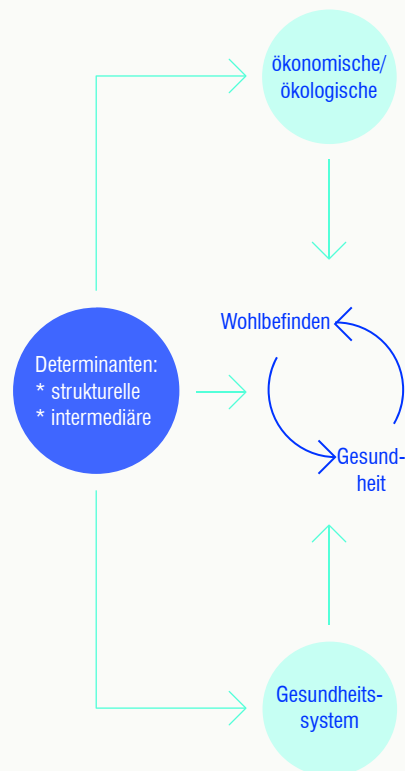 ökonomische/
ökologische
Wohlbefinden
Determinanten:
* strukturelle
* intermediäre
Gesund-
heit
Gesundheits-
system